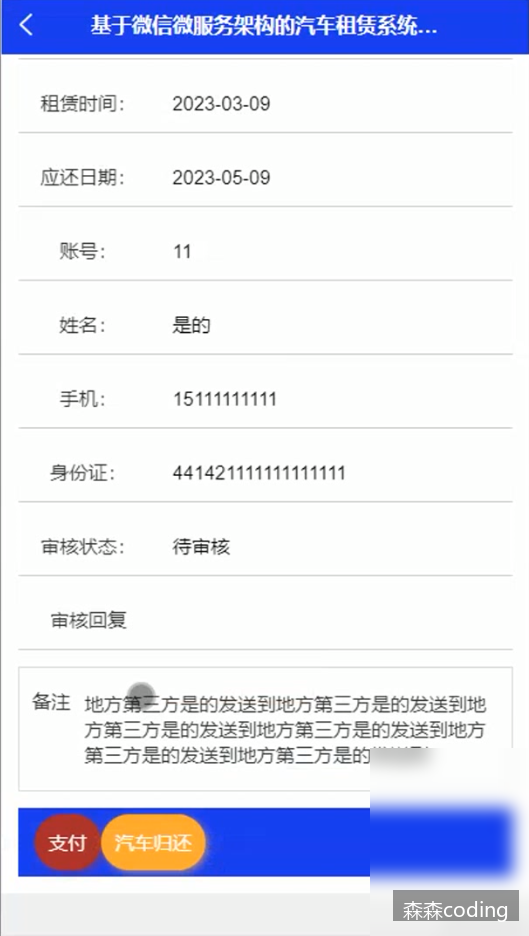 基于微信微服务架构的汽车租赁系统...
租赁时间： 2023-03-09
应还日期： 2023-05-09
账号： 11
姓名： 是的
手机： 15111111111
身份证： 441421111111111111
审核状态： 待审核
审核回复
备注 地方第三方是的发送到地方第三方是的发送到地
方第三方是的发送到地方第三方是的发送到地方
第三方是的发送到地方第三方是的
支付 汽车归还
森森coding